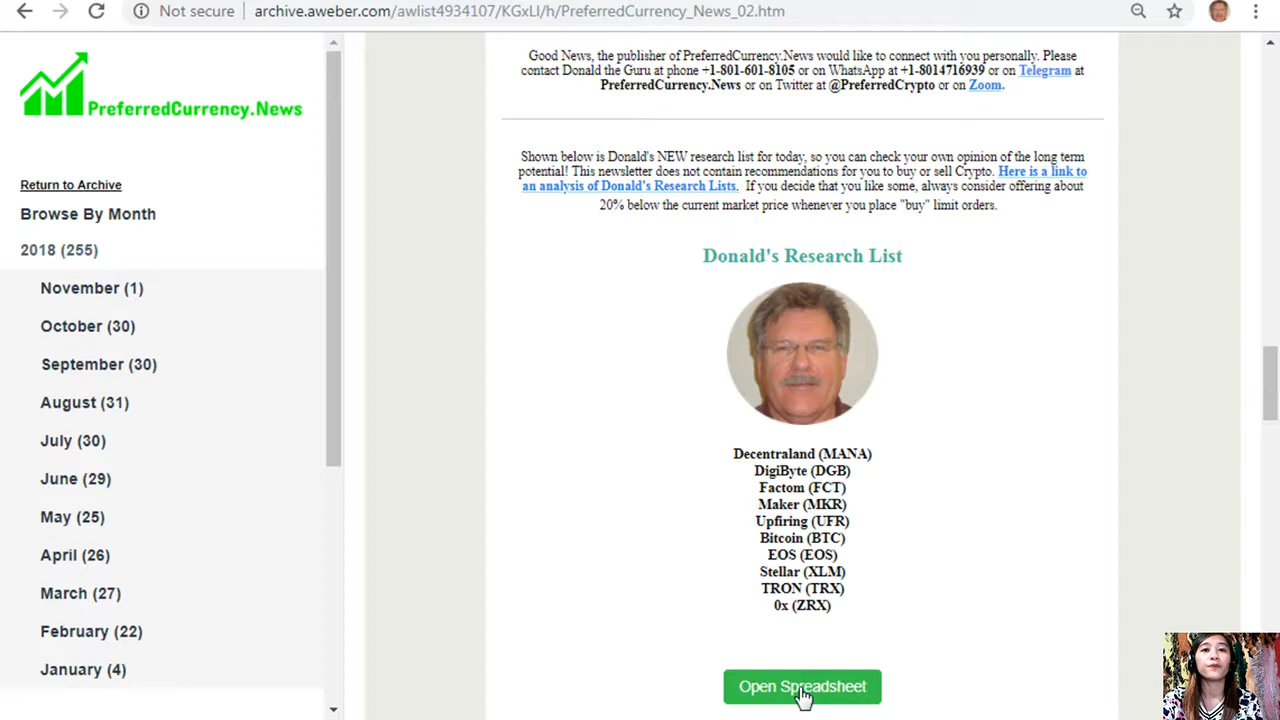 Not secure
archive.aweber.com/awlist4934107/KGxLI/h/PreferredCurrency_News_02.htm
PreferredCurrency.News
Return to Archive
Browse By Month
2018 (255)
November (1)
October (30)
September (30)
August (31)
July (30)
June (29)
May (25)
April (26)
March (27)
February (22)
January (4)
Good News, the publisher of PreferredCurrency.News would like to connect with you personally. Please
contact Donald the Guru at phone +1-801-601-8105 or on WhatsApp at +1-8014716939 or on Telegram at
PreferredCurrency.News or on Twitter at @PreferredCrypto or on Zoom.
Shown below is Donald's NEW research list for today, so you can check your own opinion of the long term
potential! This newsletter does not contain recommendations for you to buy or sell Crypto. Here is a link to
an analysis of Donald's Research Lists. If you decide that you like some, always consider offering about
20% below the current market price whenever you place "buy" limit orders.
Donald's Research List
Decentraland (MANA)
DigiByte (DGB)
Factom (FCT)
Maker (MKR)
Upfiring (UFR)
Bitcoin (BTC)
EOS (EOS)
Stellar (XLM)
TRON (TRX)
0x (ZRX)
Open Spreadsheet